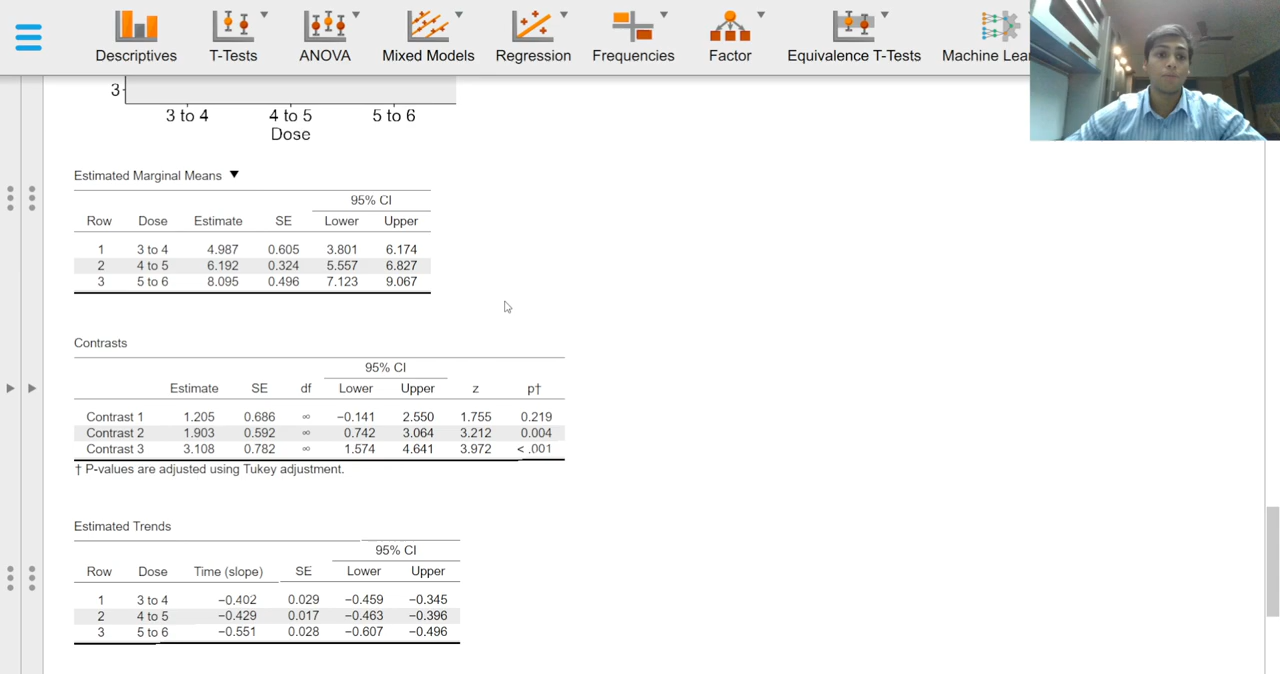 Descriptives T-Tests ANOVA Mixed Models Regression Frequencies Factor Equivalence T-Tests Machine Lear
3
3 to 4 4 to 5 5 to 6
Dose
Estimated Marginal Means ▼
95% CI
Row Dose Estimate SE Lower Upper
1 3 to 4 4.987 0.605 3.801 6.174
2 4 to 5 6.192 0.324 5.557 6.827
3 5 to 6 8.095 0.496 7.123 9.067
Contrasts
95% CI
Estimate SE df Lower Upper z p†
Contrast 1 1.205 0.686 ∞ −0.141 2.550 1.755 0.219
Contrast 2 1.903 0.592 ∞ 0.742 3.064 3.212 0.004
Contrast 3 3.108 0.782 ∞ 1.574 4.641 3.972 < .001
† P-values are adjusted using Tukey adjustment.
Estimated Trends
95% CI
Row Dose Time (slope) SE Lower Upper
1 3 to 4 −0.402 0.029 −0.459 −0.345
2 4 to 5 −0.429 0.017 −0.463 −0.396
3 5 to 6 −0.551 0.028 −0.607 −0.496